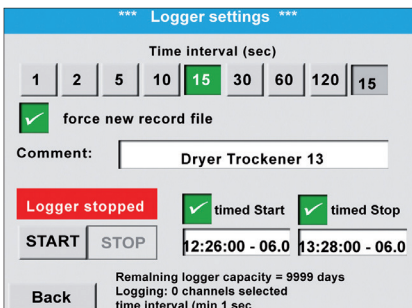 *** Logger settings ***
Time interval (sec)
1 2 5 10 15 30 60 120 15
force new record file
Comment: Dryer Trockener 13
Logger stopped timed Start timed Stop
START STOP 12:26:00 - 06.0 13:28:00 - 06.0
Remaining logger capacity = 9999 days
Logging: 0 channels selected
Back time interval (min 1 sec